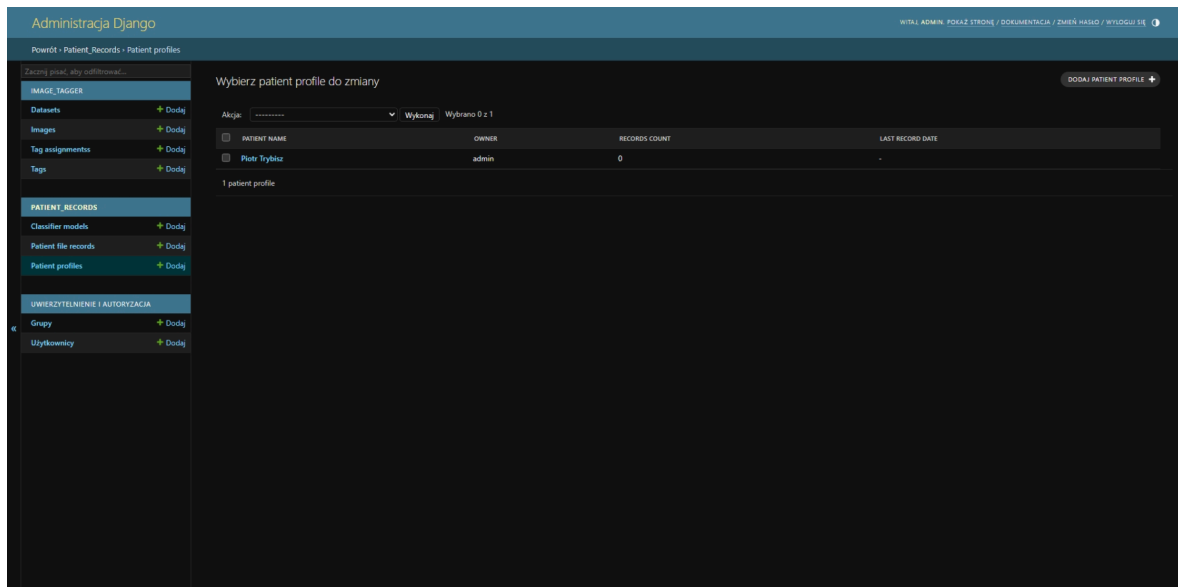 Administracja Django
WITAJ, ADMIN. POKAŻ STRONĘ / DOKUMENTACJA / ZMIEŃ HASŁO / WYLOGUJ SIĘ
Powrót › Patient_Records › Patient profiles
Zacznij pisać, aby odfiltrować...
IMAGE_TAGGER
Datasets + Dodaj
Images + Dodaj
Tag assignmentss + Dodaj
Tags + Dodaj
PATIENT_RECORDS
Classifier models + Dodaj
Patient file records + Dodaj
Patient profiles + Dodaj
UWIERZYTELNIENIE I AUTORYZACJA
Grupy + Dodaj
Użytkownicy + Dodaj
«
Wybierz patient profile do zmiany
DODAJ PATIENT PROFILE +
Akcja: --------- Wykonaj Wybrano 0 z 1
PATIENT NAME OWNER RECORDS COUNT LAST RECORD DATE
Piotr Trybisz admin 0 -
1 patient profile